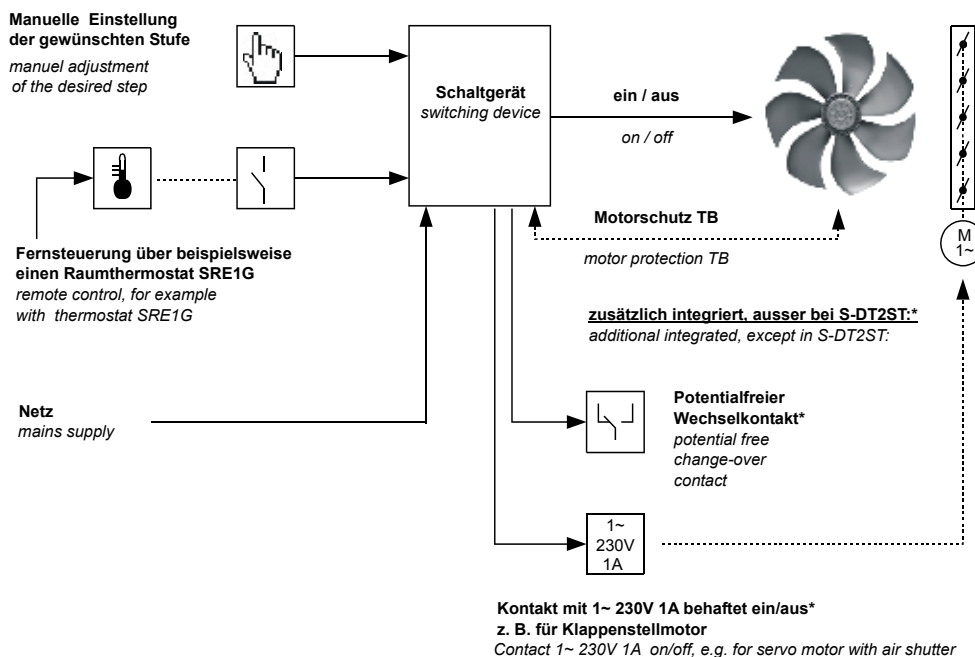 Manuelle Einstellung
der gewünschten Stufe
manuel adjustment
of the desired step
Schaltgerät
switching device
ein / aus
on / off
Motorschutz TB
motor protection TB
M
1~
Fernsteuerung über beispielsweise
einen Raumthermostat SRE1G
remote control, for example
with thermostat SRE1G
zusätzlich integriert, ausser bei S-DT2ST:*
additional integrated, except in S-DT2ST:
Netz
mains supply
Potentialfreier
Wechselkontakt*
potential free
change-over
contact
1~
230V
1A
Kontakt mit 1~ 230V 1A behaftet ein/aus*
z. B. für Klappenstellmotor
Contact 1~ 230V 1A on/off, e.g. for servo motor with air shutter